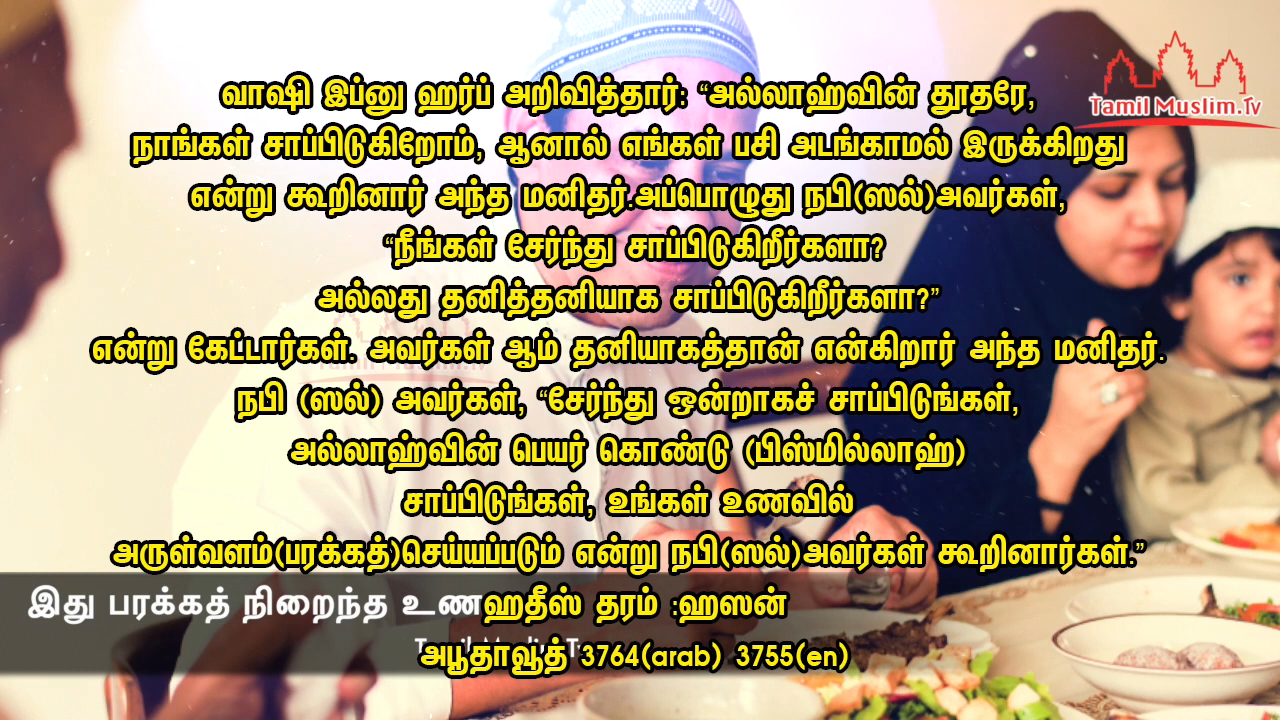 Tamil Muslim.Tv
வாஷி இப்னு ஹர்ப் அறிவித்தார்: “அல்லாஹ்வின் தூதரே,
நாங்கள் சாப்பிடுகிறோம், ஆனால் எங்கள் பசி அடங்காமல் இருக்கிறது
என்று கூறினார் அந்த மனிதர்.அப்பொழுது நபி(ஸல்)அவர்கள்,
“நீங்கள் சேர்ந்து சாப்பிடுகிறீர்களா?
அல்லது தனித்தனியாக சாப்பிடுகிறீர்களா?”
என்று கேட்டார்கள். அவர்கள் ஆம் தனியாகத்தான் என்கிறார் அந்த மனிதர்.
நபி (ஸல்) அவர்கள், “சேர்ந்து ஒன்றாகச் சாப்பிடுங்கள்,
அல்லாஹ்வின் பெயர் கொண்டு (பிஸ்மில்லாஹ்)
சாப்பிடுங்கள், உங்கள் உணவில்
அருள்வளம்(பரக்கத்)செய்யப்படும் என்று நபி(ஸல்)அவர்கள் கூறினார்கள்.”
இது பரக்கத் நிறைந்த உண
ஹதீஸ் தரம் :ஹஸன்
அபூதாவூத் 3764(arab) 3755(en)